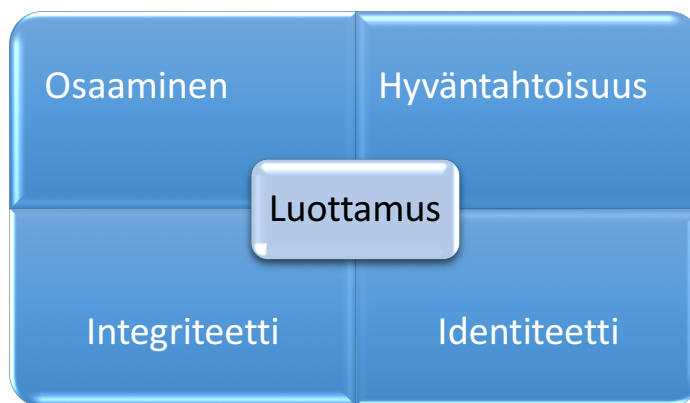 Osaaminen
Hyväntahtoisuus
Luottamus
Integriteetti
Identiteetti